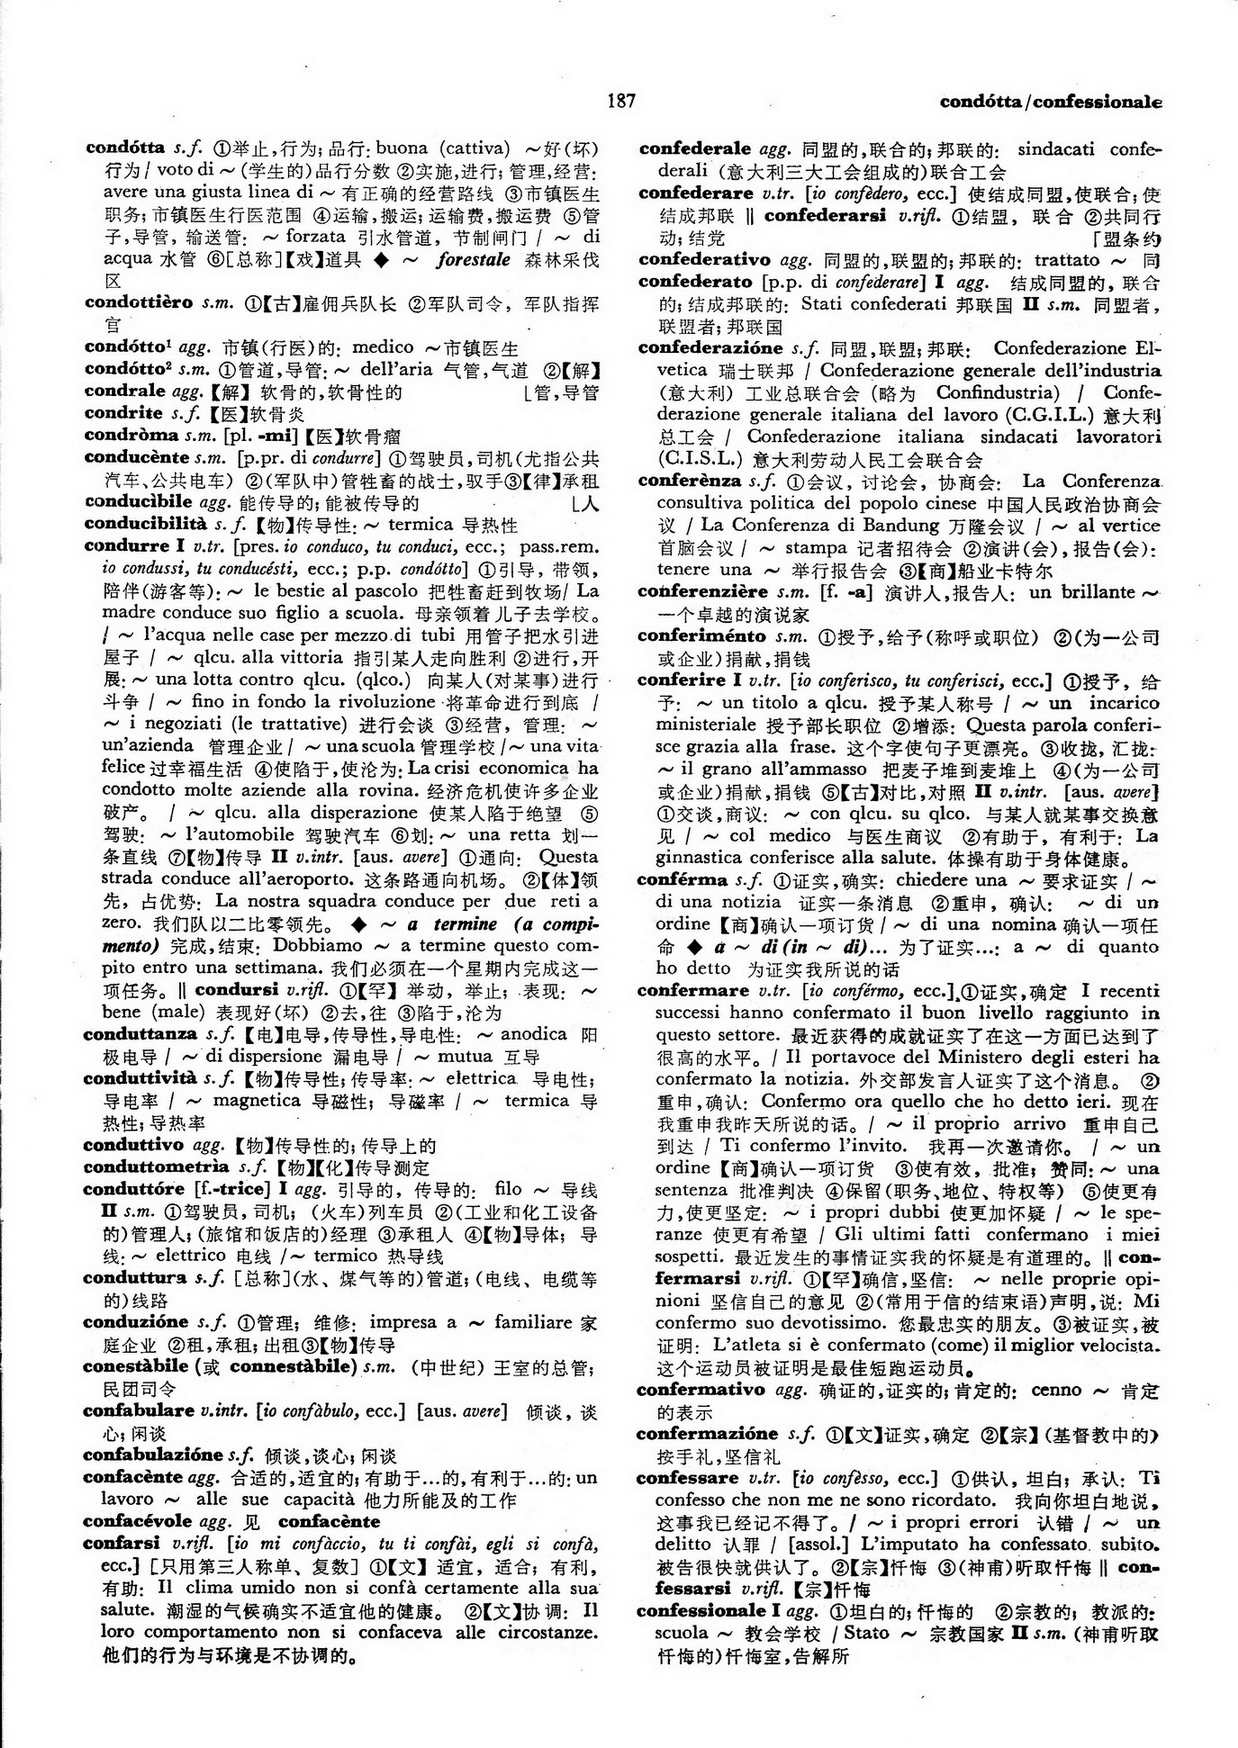 187
condótta/confessionale
condótta s.f. ①举止,行为;品行: buona (cattiva) ～好(坏)
行为/ voto di ～(学生的)品行分数 ②实施,进行;管理,经营:
avere una giusta linea di ～ 有正确的经营路线 ③市镇医生
职务;市镇医生行医范围 ④运输,搬运;运输费,搬运费 ⑤管
子,导管, 输送管: ～ forzata 引水管道, 节制闸门 / ～ di
acqua 水管 ⑥[总称]【戏】道具 ◆ ～ forestale 森林采伐
区
condottièro s.m. ①【古】雇佣兵队长 ②军队司令, 军队指挥
官
condótto¹ agg. 市镇(行医)的: medico ～市镇医生
condótto² s.m. ①管道,导管:～ dell'aria 气管,气道 ②【解】
condrale agg.【解】软骨的,软骨性的 ⌊管,导管
condrite s.f.【医】软骨炎
condròma s.m. [pl. -mi]【医】软骨瘤
conducènte s.m. [p.pr. di condurre] ①驾驶员,司机(尤指公共
汽车、公共电车) ②(军队中)管牲畜的战士,驭手③【律】承租
conducìbile agg. 能传导的;能被传导的 ⌊人
conducibilità s.f.【物】传导性:～ termica 导热性
condurre I v.tr. [pres. io conduco, tu conduci, ecc.; pass.rem.
io condussi, tu conducésti, ecc.; p.p. condótto] ①引导, 带领,
陪伴(游客等):～ le bestie al pascolo 把牲畜赶到牧场/ La
madre conduce suo figlio a scuola. 母亲领着儿子去学校。
/ ～ l'acqua nelle case per mezzo di tubi 用管子把水引进
屋子 / ～ qlcu. alla vittoria 指引某人走向胜利 ②进行,开
展:～ una lotta contro qlcu. (qlco.) 向某人(对某事)进行
斗争 / ～ fino in fondo la rivoluzione 将革命进行到底 /
～ i negoziati (le trattative) 进行会谈 ③经营, 管理: ～
un'azienda 管理企业/ ～una scuola 管理学校 /～una vita
felice 过幸福生活 ④使陷于,使沦为: La crisi economica ha
condotto molte aziende alla rovina. 经济危机使许多企业
破产。 / ～ qlcu. alla disperazione 使某人陷于绝望 ⑤
驾驶: ～ l'automobile 驾驶汽车 ⑥划:～ una retta 划一
条直线 ⑦【物】传导 II v.intr. [aus. avere] ①通向: Questa
strada conduce all'aeroporto. 这条路通向机场。 ②【体】领
先, 占优势: La nostra squadra conduce per due reti a
zero. 我们队以二比零领先。 ◆ ～ a termine (a compi-
mento) 完成,结束: Dobbiamo ～ a termine questo com-
pito entro una settimana. 我们必须在一个星期内完成这一
项任务。‖ condursi v.rifl. ①【罕】举动, 举止; 表现: ～
bene (male) 表现好(坏) ②去,往 ③陷于,沦为
conduttanza s.f.【电】电导,传导性,导电性: ～ anodica 阳
极电导 / ～ di dispersione 漏电导 / ～ mutua 互导
conduttività s.f.【物】传导性;传导率:～ elettrica 导电性;
导电率 / ～ magnetica 导磁性; 导磁率 / ～ termica 导
热性;导热率
conduttivo agg.【物】传导性的;传导上的
conduttometria s.f.【物】【化】传导测定
conduttóre [f.-trice] I agg. 引导的, 传导的: filo ～ 导线
II s.m. ①驾驶员,司机; (火车)列车员 ②(工业和化工设备
的)管理人;(旅馆和饭店的)经理 ③承租人 ④【物】导体; 导
线:～ elettrico 电线 /～ termico 热导线
conduttura s.f. [总称](水、煤气等的)管道;(电线、电缆等
的)线路
conduzióne s.f. ①管理; 维修: impresa a ～ familiare 家
庭企业 ②租,承租;出租③【物】传导
conestàbile (或 connestàbile) s.m. (中世纪) 王室的总管;
民团司令
confabulare v.intr. [io confàbulo, ecc.] [aus. avere] 倾谈, 谈
心;闲谈
confabulazióne s.f. 倾谈,谈心;闲谈
confacènte agg. 合适的,适宜的;有助于…的,有利于…的: un
lavoro ～ alle sue capacità 他力所能及的工作
confacévole agg. 见 confacènte
confarsi v.rifl. [io mi confàccio, tu ti confài, egli si confà,
ecc.] [只用第三人称单、复数] ①【文】适宜, 适合; 有利,
有助: Il clima umido non si confà certamente alla sua
salute. 潮湿的气候确实不适宜他的健康。 ②【文】协调: Il
loro comportamento non si confaceva alle circostanze.
他们的行为与环境是不协调的。
confederale agg. 同盟的,联合的;邦联的: sindacati confe-
derali (意大利三大工会组成的)联合工会
confederare v.tr. [io confèdero, ecc.] 使结成同盟,使联合;使
结成邦联 ‖ confederarsi v.rifl. ①结盟, 联合 ②共同行
动;结党 ⌈盟条约
confederativo agg. 同盟的,联盟的;邦联的: trattato ～ 同
confederato [p.p. di confederare] I agg. 结成同盟的, 联合
的;结成邦联的: Stati confederati 邦联国 II s.m. 同盟者,
联盟者;邦联国
confederazióne s.f. 同盟,联盟;邦联: Confederazione El-
vetica 瑞士联邦 / Confederazione generale dell'industria
(意大利) 工业总联合会 (略为 Confindustria) / Confe-
derazione generale italiana del lavoro (C.G.I.L.) 意大利
总工会 / Confederazione italiana sindacati lavoratori
(C.I.S.L.) 意大利劳动人民工会联合会
conferènza s.f. ①会议, 讨论会, 协商会: La Conferenza
consultiva politica del popolo cinese 中国人民政治协商会
议 / La Conferenza di Bandung 万隆会议 / ～ al vertice
首脑会议/ ～ stampa 记者招待会 ②演讲(会),报告(会):
tenere una ～ 举行报告会 ③【商】船业卡特尔
conferenzière s.m. [f. -a] 演讲人,报告人: un brillante ～
一个卓越的演说家
conferiménto s.m. ①授予,给予(称呼或职位) ②(为一公司
或企业)捐献,捐钱
conferire I v.tr. [io conferisco, tu conferisci, ecc.] ①授予, 给
予: ～ un titolo a qlcu. 授予某人称号 / ～ un incarico
ministeriale 授予部长职位 ②增添: Questa parola conferi-
sce grazia alla frase. 这个字使句子更漂亮。③收拢, 汇拢:
～ il grano all'ammasso 把麦子堆到麦堆上 ④(为一公司
或企业)捐献,捐钱 ⑤【古】对比,对照 II v.intr. [aus. avere]
①交谈,商议: ～ con qlcu. su qlco. 与某人就某事交换意
见 / ～ col medico 与医生商议 ②有助于, 有利于: La
ginnastica conferisce alla salute. 体操有助于身体健康。
conférma s.f. ①证实,确实: chiedere una ～ 要求证实 / ～
di una notizia 证实一条消息 ②重申, 确认: ～ di un
ordine【商】确认一项订货/ ～ di una nomina 确认一项任
命 ◆ a ～ di (in ～ di)… 为了证实…: a ～ di quanto
ho detto 为证实我所说的话
confermare v.tr. [io conférmo, ecc.] ①证实,确定 I recenti
successi hanno confermato il buon livello raggiunto in
questo settore. 最近获得的成就证实了在这一方面已达到了
很高的水平。/ Il portavoce del Ministero degli esteri ha
confermato la notizia. 外交部发言人证实了这个消息。 ②
重申,确认: Confermo ora quello che ho detto ieri. 现在
我重申我昨天所说的话。/ ～ il proprio arrivo 重申自己
到达 / Ti confermo l'invito. 我再一次邀请你。 / ～ un
ordine【商】确认一项订货 ③使有效, 批准; 赞同:～ una
sentenza 批准判决 ④保留(职务、地位、特权等) ⑤使更有
力,使更坚定: ～ i propri dubbi 使更加怀疑 / ～ le spe-
ranze 使更有希望 / Gli ultimi fatti confermano i miei
sospetti. 最近发生的事情证实我的怀疑是有道理的。‖ con-
fermarsi v.rifl. ①【罕】确信,坚信: ～ nelle proprie opi-
nioni 坚信自己的意见 ②(常用于信的结束语)声明,说: Mi
confermo suo devotissimo. 您最忠实的朋友。③被证实,被
证明: L'atleta si è confermato (come) il miglior velocista.
这个运动员被证明是最佳短跑运动员。
confermativo agg. 确证的,证实的;肯定的: cenno ～ 肯定
的表示
confermazióne s.f. ①【文】证实,确定 ②【宗】(基督教中的)
按手礼,坚信礼
confessare v.tr. [io confèsso, ecc.] ①供认, 坦白; 承认: Ti
confesso che non me ne sono ricordato. 我向你坦白地说,
这事我已经记不得了。/ ～ i propri errori 认错 / ～ un
delitto 认罪 / [assol.] L'imputato ha confessato subito.
被告很快就供认了。②【宗】忏悔 ③(神甫)听取忏悔 ‖ con-
fessarsi v.rifl.【宗】忏悔
confessionale I agg. ①坦白的;忏悔的 ②宗教的; 教派的:
scuola ～ 教会学校 / Stato ～ 宗教国家 II s.m. (神甫听取
忏悔的)忏悔室,告解所